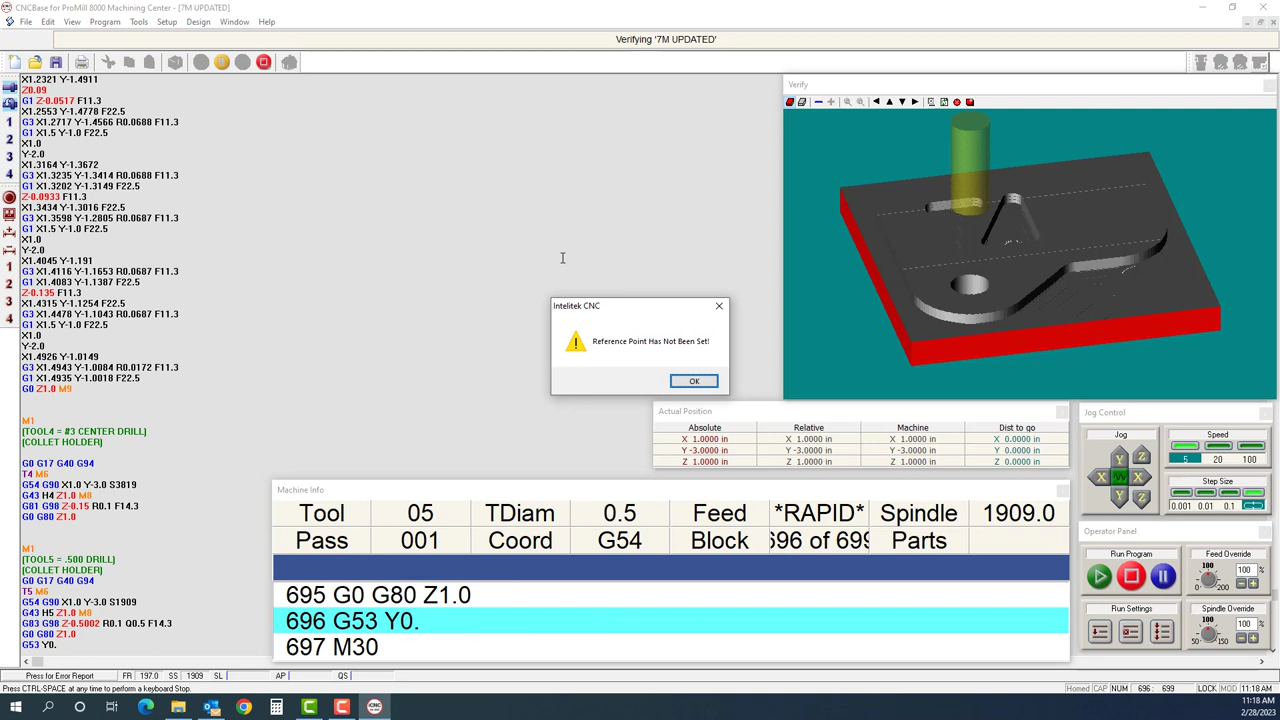 CNCBase for ProMill 8000 Machining Center - [7M UPDATED]
File Edit View Program Tools Setup Design Window Help
Verifying '7M UPDATED'
X1.2321 Y-1.4911
Z0.09
G1 Z-0.0517 F11.3
X1.2553 Y-1.4778 F22.5
G3 X1.2717 Y-1.4566 R0.0688 F11.3
G1 X1.5 Y-1.0 F22.5
X1.0
Y-2.0
X1.3164 Y-1.3672
G3 X1.3235 Y-1.3414 R0.0688 F11.3
G1 X1.3202 Y-1.3149 F22.5
Z-0.0933 F11.3
X1.3434 Y-1.3016 F22.5
G3 X1.3598 Y-1.2805 R0.0687 F11.3
G1 X1.5 Y-1.0 F22.5
X1.0
Y-2.0
X1.4045 Y-1.191
G3 X1.4116 Y-1.1653 R0.0687 F11.3
G1 X1.4083 Y-1.1387 F22.5
Z-0.135 F11.3
X1.4315 Y-1.1254 F22.5
G3 X1.4478 Y-1.1043 R0.0687 F11.3
G1 X1.5 Y-1.0 F22.5
X1.0
Y-2.0
X1.4926 Y-1.0149
G3 X1.4943 Y-1.0084 R0.0172 F11.3
G1 X1.4935 Y-1.0018 F22.5
G0 Z1.0 M9
M1
(TOOL4 = #3 CENTER DRILL)
(COLLET HOLDER)
G0 G17 G40 G94
T4 M6
G54 G90 X1.0 Y-3.0 S3819
G43 H4 Z1.0 M8
G81 G98 Z-0.15 R0.1 F14.3
G0 G80 Z1.0
M1
(TOOL5 = .500 DRILL)
(COLLET HOLDER)
G0 G17 G40 G94
T5 M6
G54 G90 X1.0 Y-3.0 S1909
G43 H5 Z1.0 M8
G83 G98 Z-0.5002 R0.1 Q0.5 F14.3
G0 G80 Z1.0
G53 Y0.
1
2
3
4
1
2
3
4
Verify
Intelitek CNC
Reference Point Has Not Been Set!
OK
Actual Position
Absolute Relative Machine Dist to go
X 1.0000 in X 1.0000 in X 1.0000 in X 0.0000 in
Y -3.0000 in Y -3.0000 in Y -3.0000 in Y 0.0000 in
Z 1.0000 in Z 1.0000 in Z 1.0000 in Z 0.0000 in
Machine Info
Tool 05 TDiam 0.5 Feed *RAPID* Spindle 1909.0
Pass 001 Coord G54 Block 696 of 699 Parts
695 G0 G80 Z1.0
696 G53 Y0.
697 M30
Jog Control
Jog
Y Z
X X
Y Z
Speed
5 20 100
Step Size
0.001 0.01 0.1
Operator Panel
Run Program
Feed Override
100
0 200
100 %
Run Settings
Spindle Override
100
50 150
100 %
Press for Error Report FR 197.0 SS 1909 SL AP QS
Press CTRL-SPACE at any time to perform a keyboard Stop.
Homed CAP NUM 696 : 699 LOCK MOD 11:18 AM
11:18 AM
2/28/2023